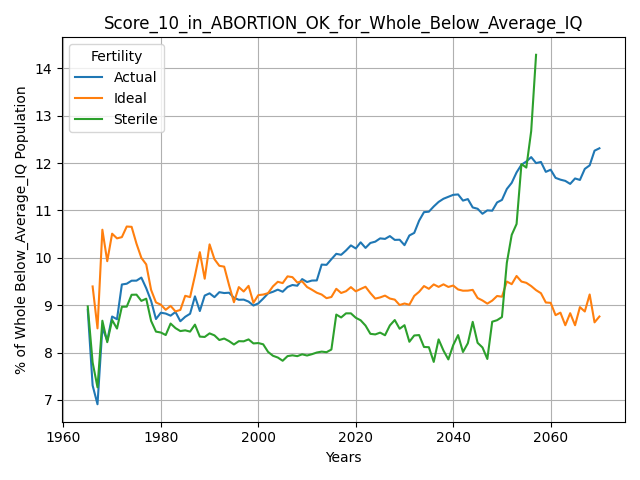 Score_10_in_ABORTION_OK_for_Whole_Below_Average_IQ
Fertility
Actual
Ideal
Sterile
% of Whole Below_Average_IQ Population
14
13
12
11
10
9
8
7
1960
1980
2000
2020
2040
2060
Years